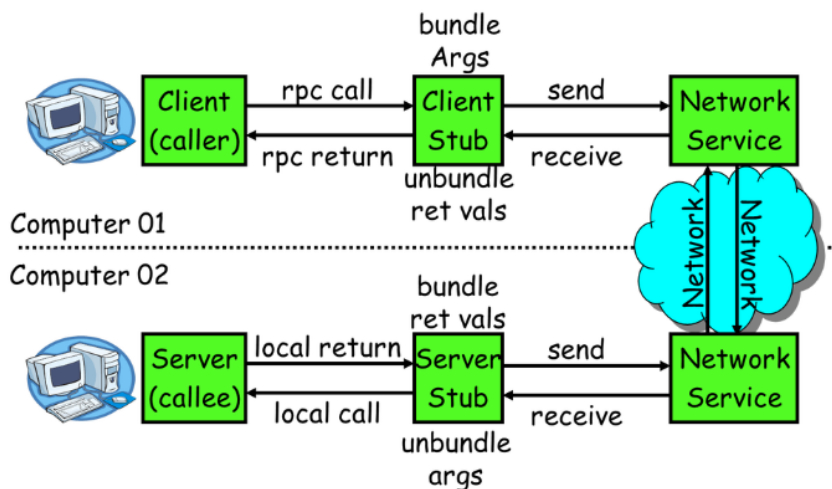 bundle
Args
Client
(caller)
rpc call
rpc return
Client
Stub
send
receive
Network
Service
unbundle
ret vals
Computer 01
Network
Network
Computer 02
bundle
ret vals
Server
(callee)
local return
local call
Server
Stub
send
receive
Network
Service
unbundle
args